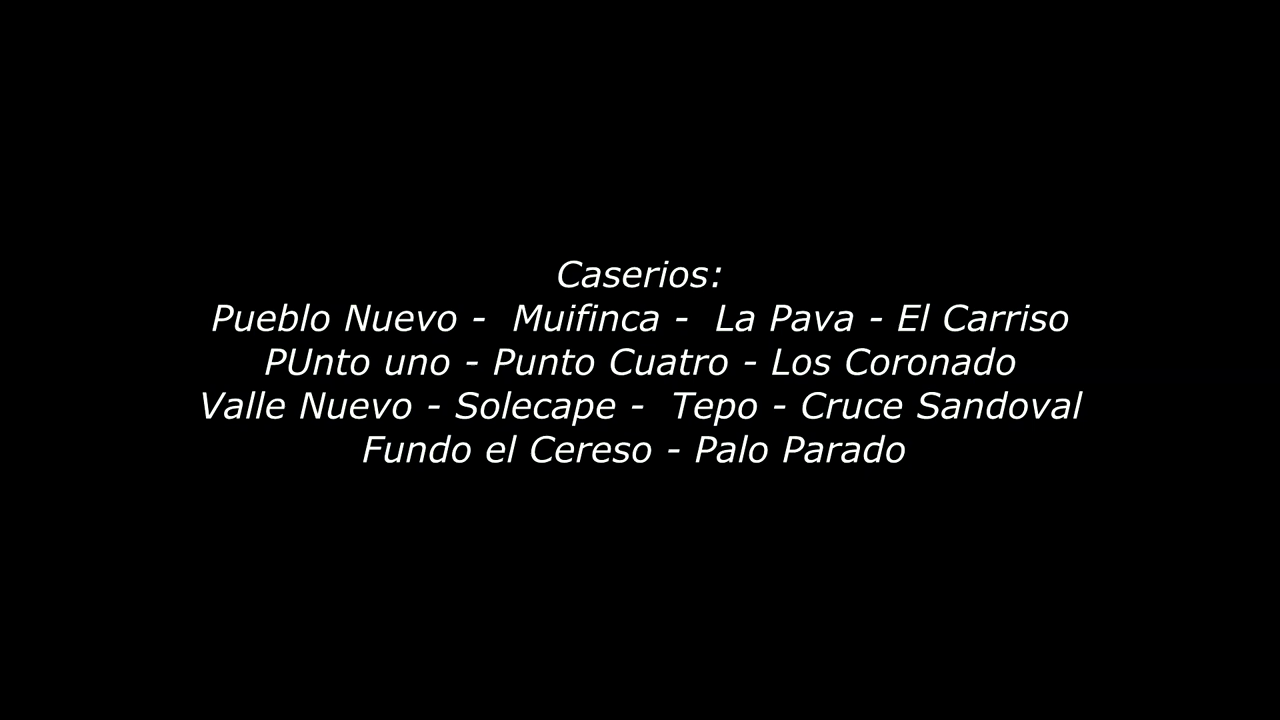 Caserios:
Pueblo Nuevo -  Muifinca -  La Pava - El Carriso
PUnto uno - Punto Cuatro - Los Coronado
Valle Nuevo - Solecape -  Tepo - Cruce Sandoval
Fundo el Cereso - Palo Parado